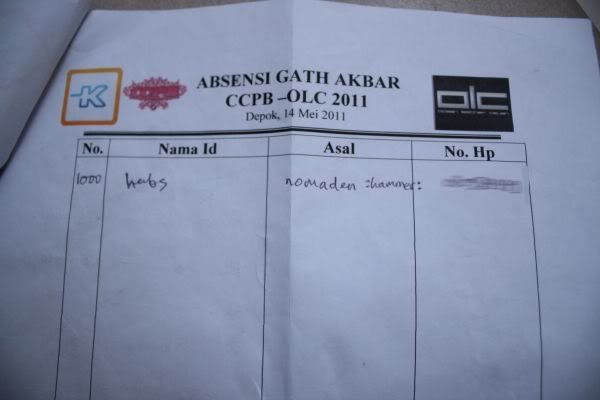 ABSENSI GATH AKBAR
CCPB –OLC 2011
Depok, 14 Mei 2011
olc
No. Nama Id Asal No. Hp
1000 hebs nomaden :hammer: